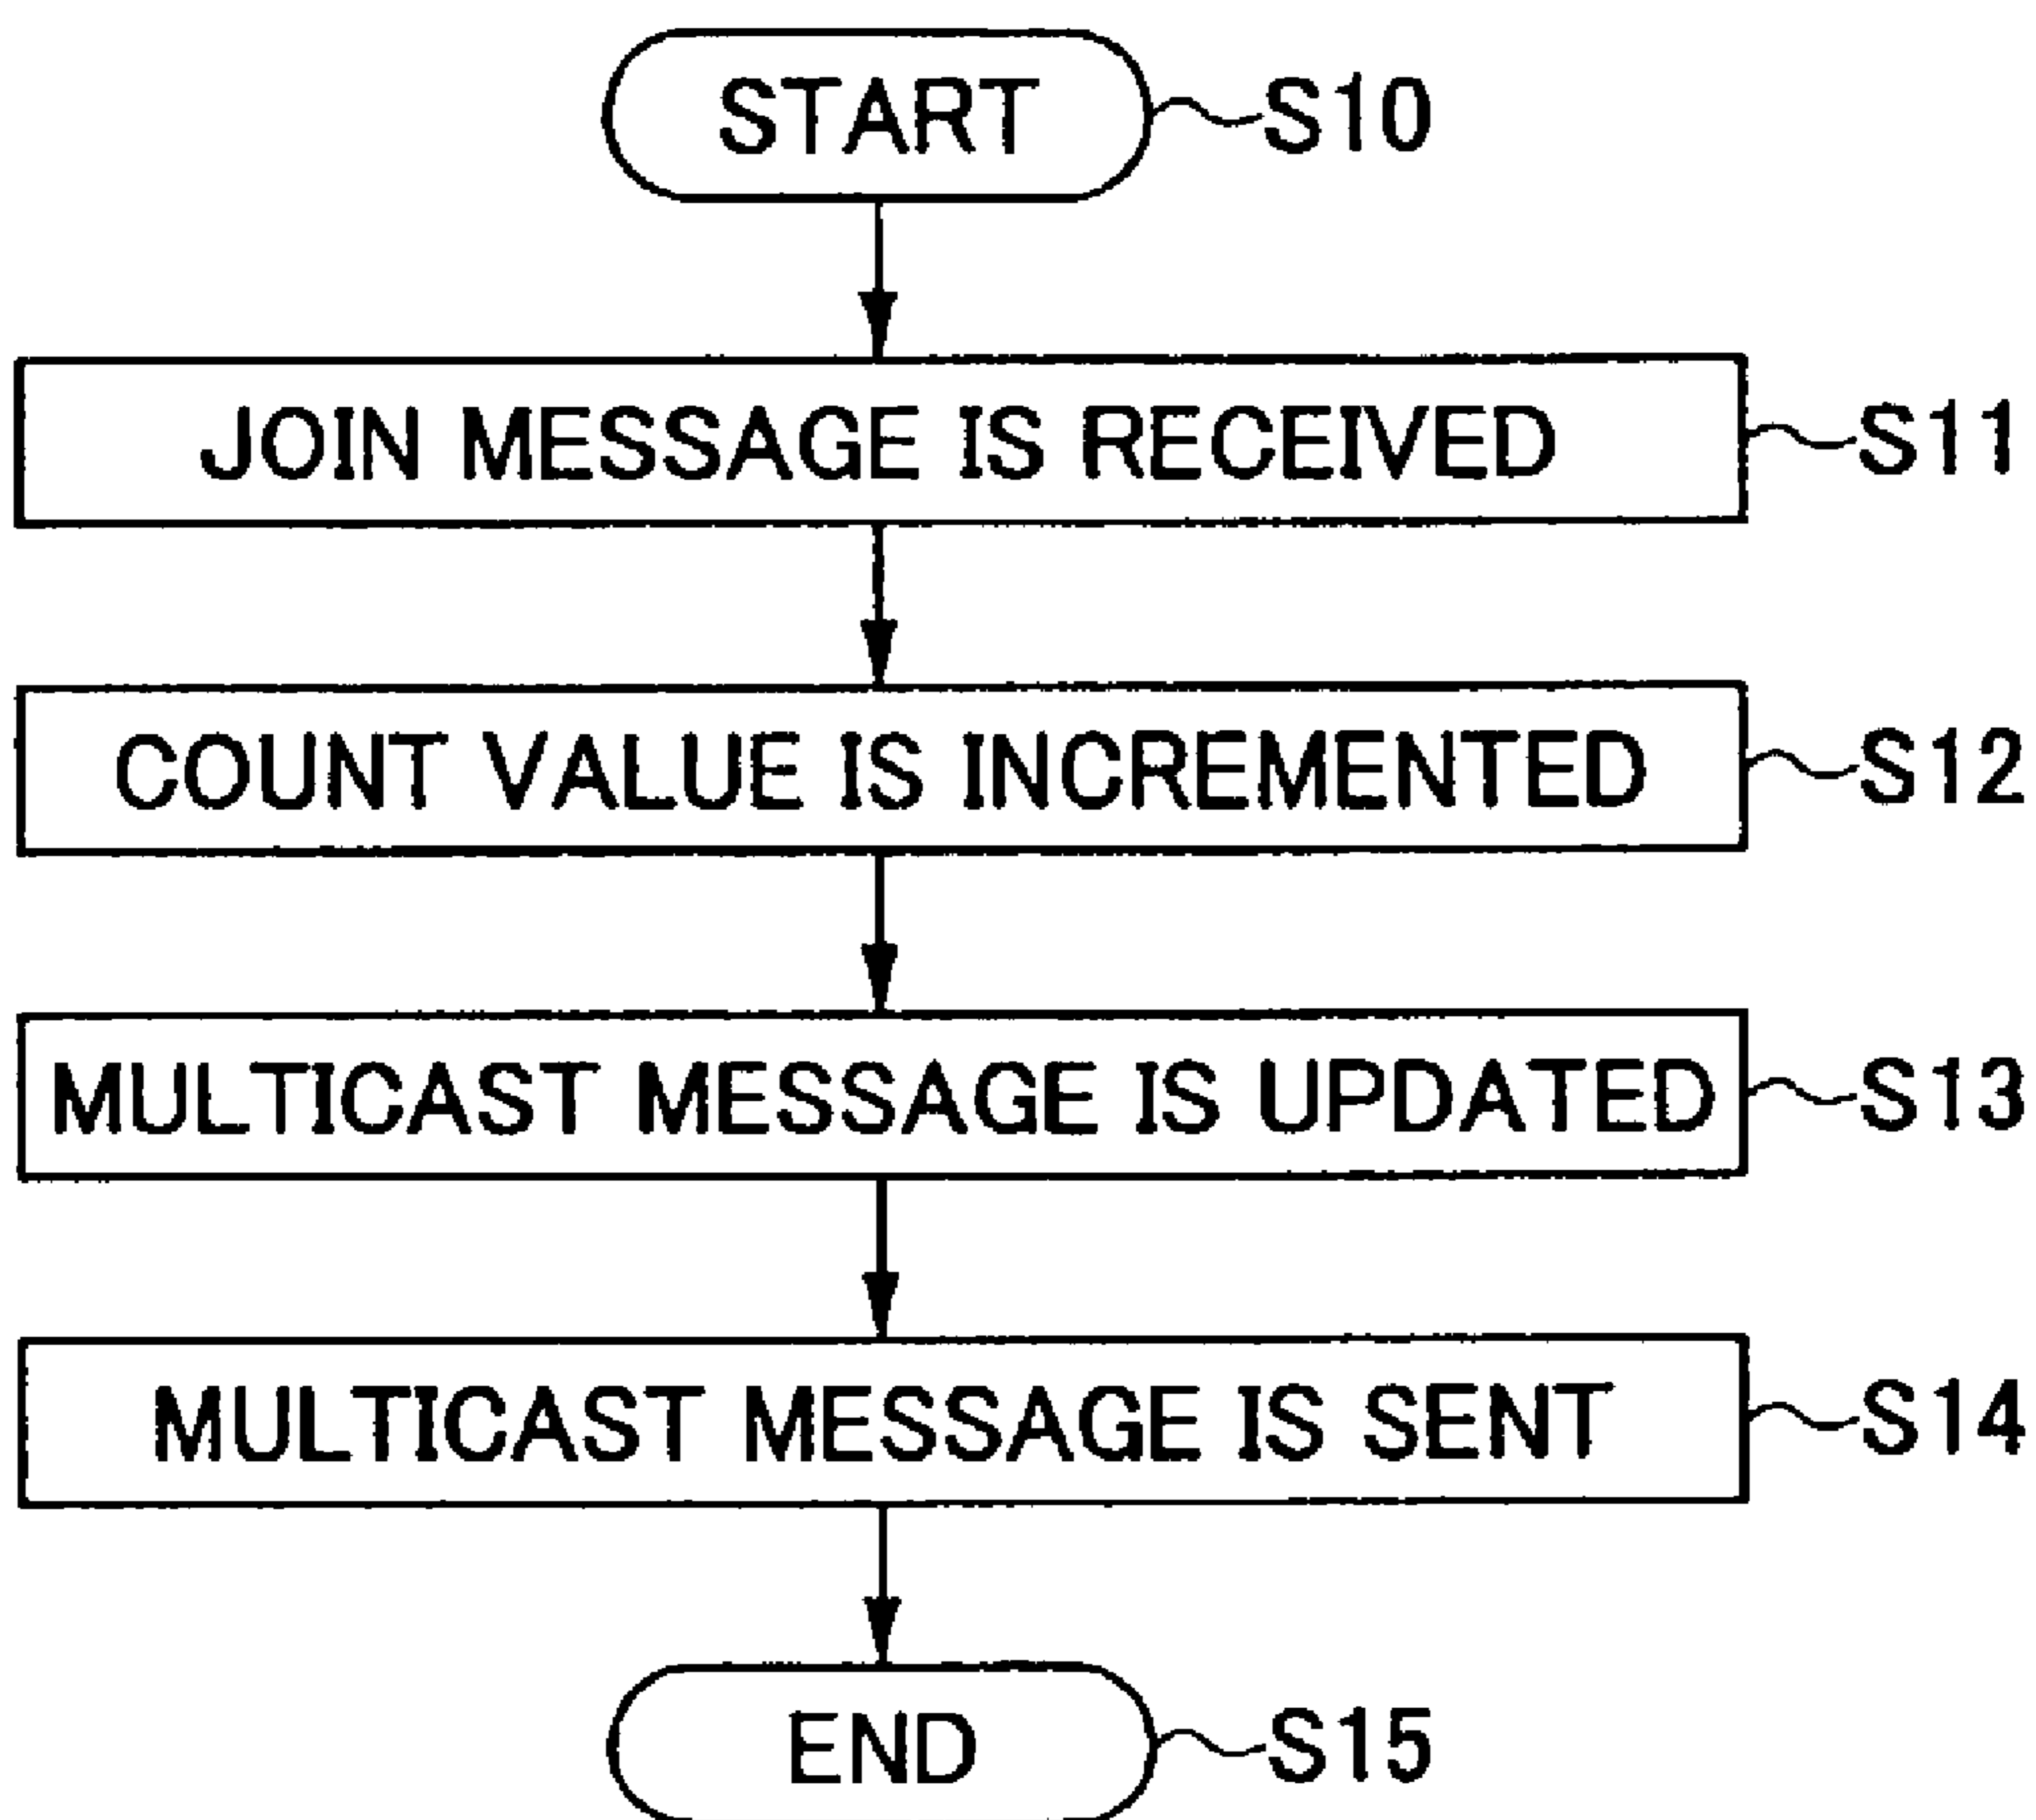 START S10
JOIN MESSAGE IS RECEIVED S11
COUNT VALUE IS INCREMENTED S12
MULTICAST MESSAGE IS UPDATED S13
MULTICAST MESSAGE IS SENT S14
END S15